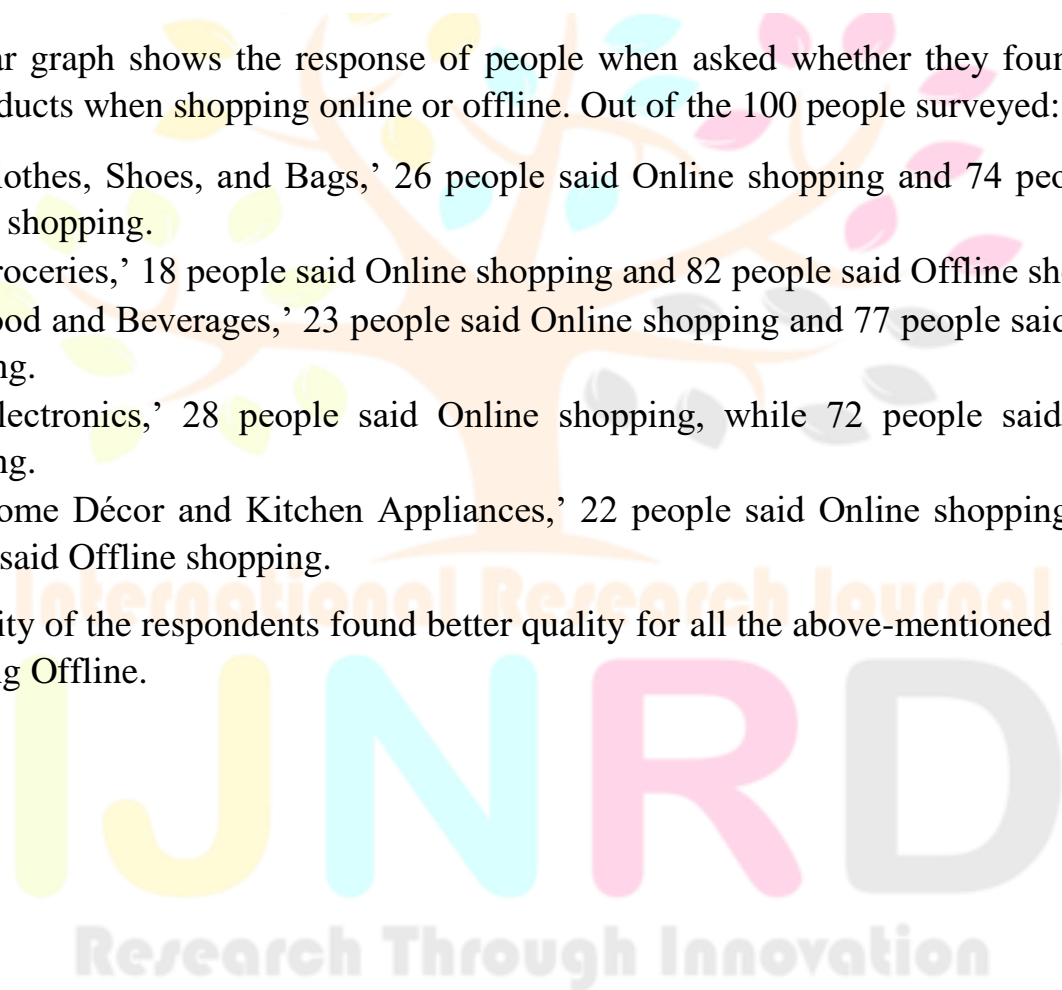 ar graph shows the response of people when asked whether they foun
ducts when shopping online or offline. Out of the 100 people surveyed:
lothes, Shoes, and Bags,’ 26 people said Online shopping and 74 peo
shopping.
roceries,’ 18 people said Online shopping and 82 people said Offline sh
ood and Beverages,’ 23 people said Online shopping and 77 people said
ng.
lectronics,’ 28 people said Online shopping, while 72 people said
ng.
ome Décor and Kitchen Appliances,’ 22 people said Online shopping
said Offline shopping.
International Research Journal
ity of the respondents found better quality for all the above-mentioned
ng Offline.
IJNRD
Research Through Innovation